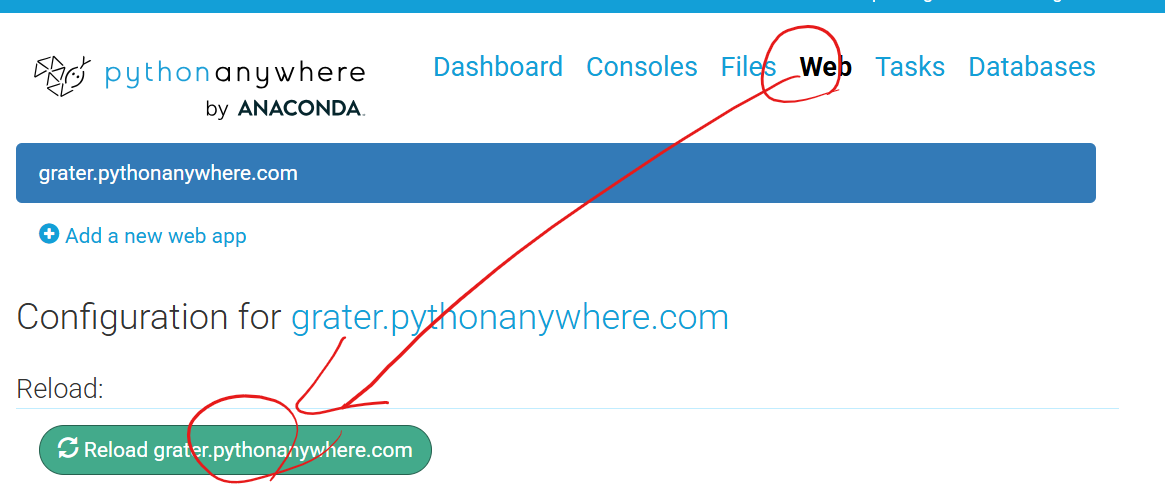 Dashboard Consoles Files Web Tasks Databases
pythonanywhere
by ANACONDA.
grater.pythonanywhere.com
Add a new web app
Configuration for grater.pythonanywhere.com
Reload:
Reload grater.pythonanywhere.com